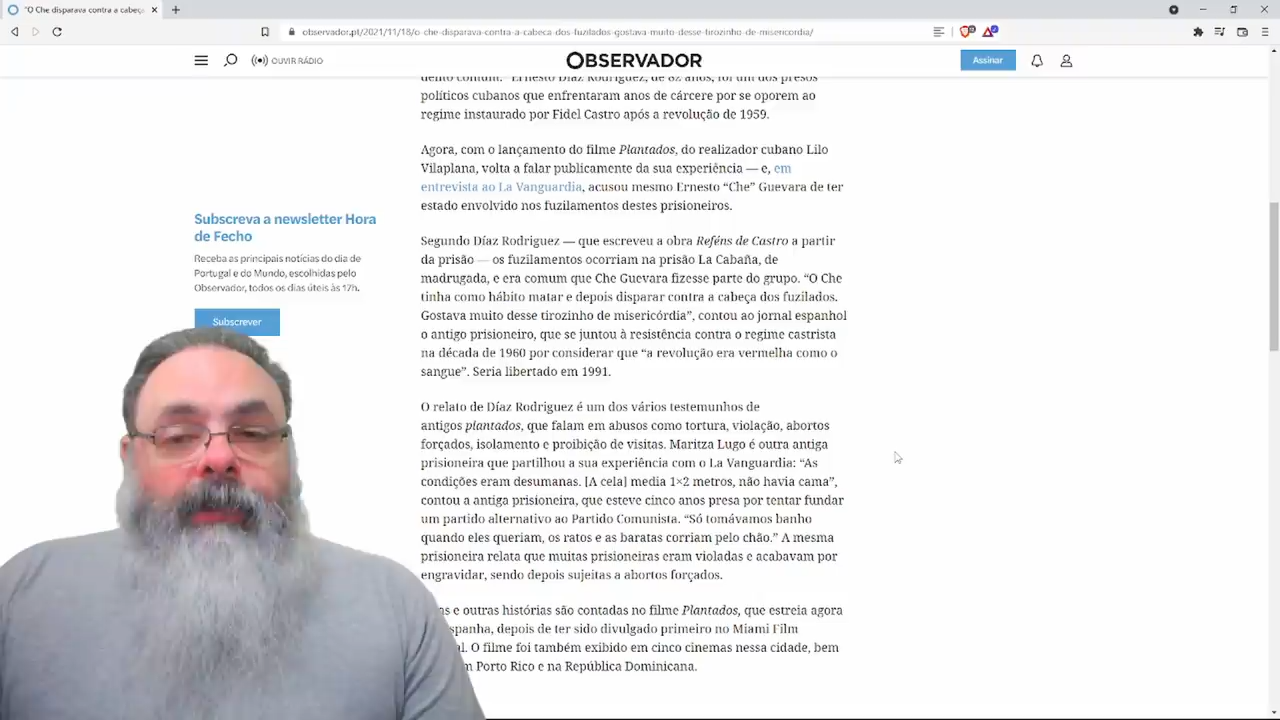 "O Che disparava contra a cabeç
observador.pt/2021/11/18/o-che-disparava-contra-a-cabeca-dos-fuzilados-gostava-muito-desse-tirozinho-de-misericordia/
OUVIR RÁDIO
OBSERVADOR
Assinar
demo comum." Ernesto Díaz Rodríguez, de 82 anos, foi um dos presos
políticos cubanos que enfrentaram anos de cárcere por se oporem ao
regime instaurado por Fidel Castro após a revolução de 1959.
Agora, com o lançamento do filme Plantados, do realizador cubano Lilo
Vilaplana, volta a falar publicamente da sua experiência — e, em
entrevista ao La Vanguardia, acusou mesmo Ernesto “Che” Guevara de ter
estado envolvido nos fuzilamentos destes prisioneiros.
Subscreva a newsletter Hora
de Fecho
Receba as principais notícias do dia de
Portugal e do Mundo, escolhidas pelo
Observador, todos os dias úteis às 17h.
Subscrever
Segundo Díaz Rodriguez — que escreveu a obra Reféns de Castro a partir
da prisão — os fuzilamentos ocorriam na prisão La Cabaña, de
madrugada, e era comum que Che Guevara fizesse parte do grupo. “O Che
tinha como hábito matar e depois disparar contra a cabeça dos fuzilados.
Gostava muito desse tirozinho de misericórdia”, contou ao jornal espanhol
o antigo prisioneiro, que se juntou à resistência contra o regime castrista
na década de 1960 por considerar que “a revolução era vermelha como o
sangue”. Seria libertado em 1991.
O relato de Díaz Rodriguez é um dos vários testemunhos de
antigos plantados, que falam em abusos como tortura, violação, abortos
forçados, isolamento e proibição de visitas. Maritza Lugo é outra antiga
prisioneira que partilhou a sua experiência com o La Vanguardia: “As
condições eram desumanas. [A cela] media 1×2 metros, não havia cama”,
contou a antiga prisioneira, que esteve cinco anos presa por tentar fundar
um partido alternativo ao Partido Comunista. “Só tomávamos banho
quando eles queriam, os ratos e as baratas corriam pelo chão.” A mesma
prisioneira relata que muitas prisioneiras eram violadas e acabavam por
engravidar, sendo depois sujeitas a abortos forçados.
e outras histórias são contadas no filme Plantados, que estreia agora
depois de ter sido divulgado primeiro no Miami Film
O filme foi também exibido em cinco cinemas nessa cidade, bem
Porto Rico e na República Dominicana.